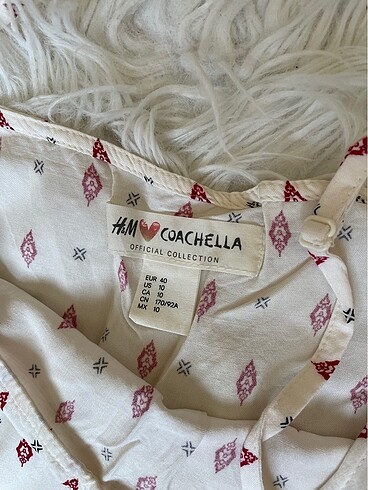 H&M COACHELLA
OFFICIAL COLLECTION
EUR 40
US 10
CA 10
CN 170/92A
MX 10